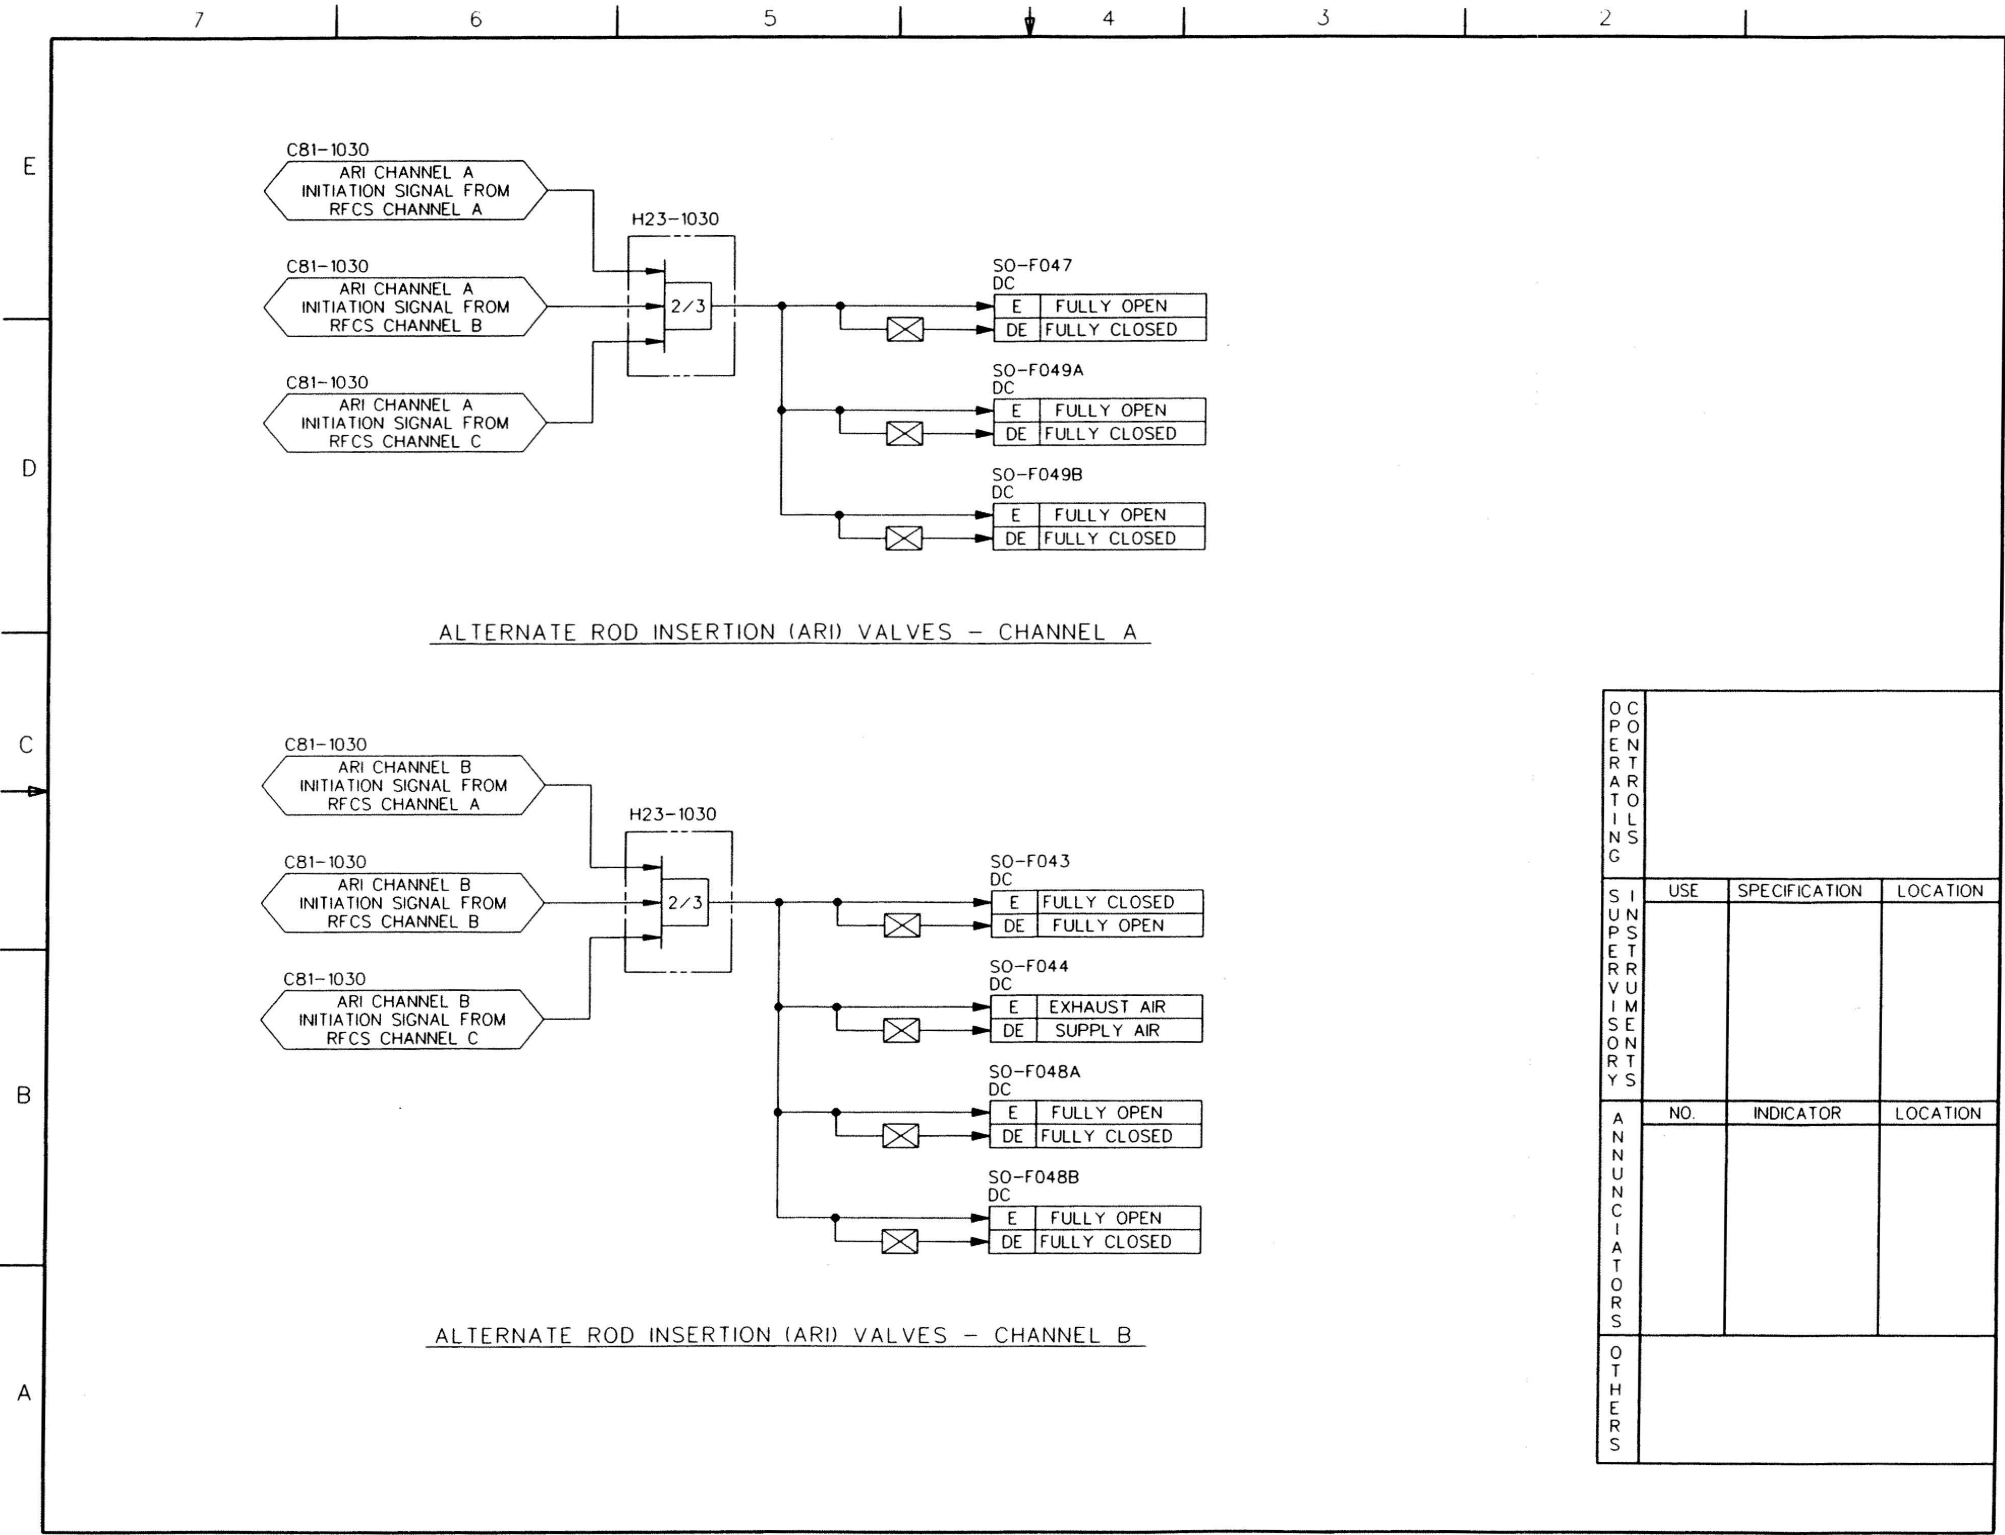 7 6 5 4 3 2
E
D
C
B
A
C81-1030
ARI CHANNEL A
INITIATION SIGNAL FROM
RFCS CHANNEL A
C81-1030
ARI CHANNEL A
INITIATION SIGNAL FROM
RFCS CHANNEL B
C81-1030
ARI CHANNEL A
INITIATION SIGNAL FROM
RFCS CHANNEL C
H23-1030
2/3
SO-F047
DC
E FULLY OPEN
DE FULLY CLOSED
SO-F049A
DC
E FULLY OPEN
DE FULLY CLOSED
SO-F049B
DC
E FULLY OPEN
DE FULLY CLOSED
ALTERNATE ROD INSERTION (ARI) VALVES - CHANNEL A
C81-1030
ARI CHANNEL B
INITIATION SIGNAL FROM
RFCS CHANNEL A
C81-1030
ARI CHANNEL B
INITIATION SIGNAL FROM
RFCS CHANNEL B
C81-1030
ARI CHANNEL B
INITIATION SIGNAL FROM
RFCS CHANNEL C
H23-1030
2/3
SO-F043
DC
E FULLY CLOSED
DE FULLY OPEN
SO-F044
DC
E EXHAUST AIR
DE SUPPLY AIR
SO-F048A
DC
E FULLY OPEN
DE FULLY CLOSED
SO-F048B
DC
E FULLY OPEN
DE FULLY CLOSED
ALTERNATE ROD INSERTION (ARI) VALVES - CHANNEL B
OPERATING
CONTROLS
SUPERVISORY
INSTRUMENTS
USE SPECIFICATION LOCATION
ANNUNCIATORS
NO. INDICATOR LOCATION
OTHERS